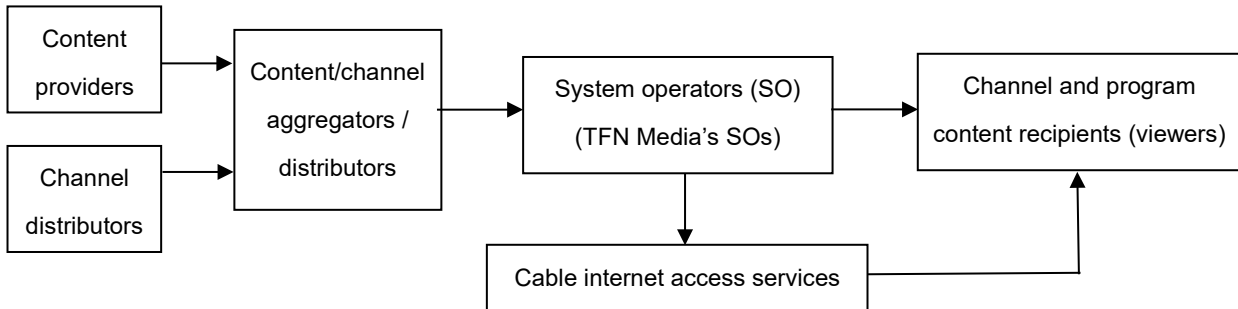 Content
providers
Channel
distributors
Content/channel
aggregators /
distributors
System operators (SO)
(TFN Media’s SOs)
Cable internet access services
Channel and program
content recipients (viewers)